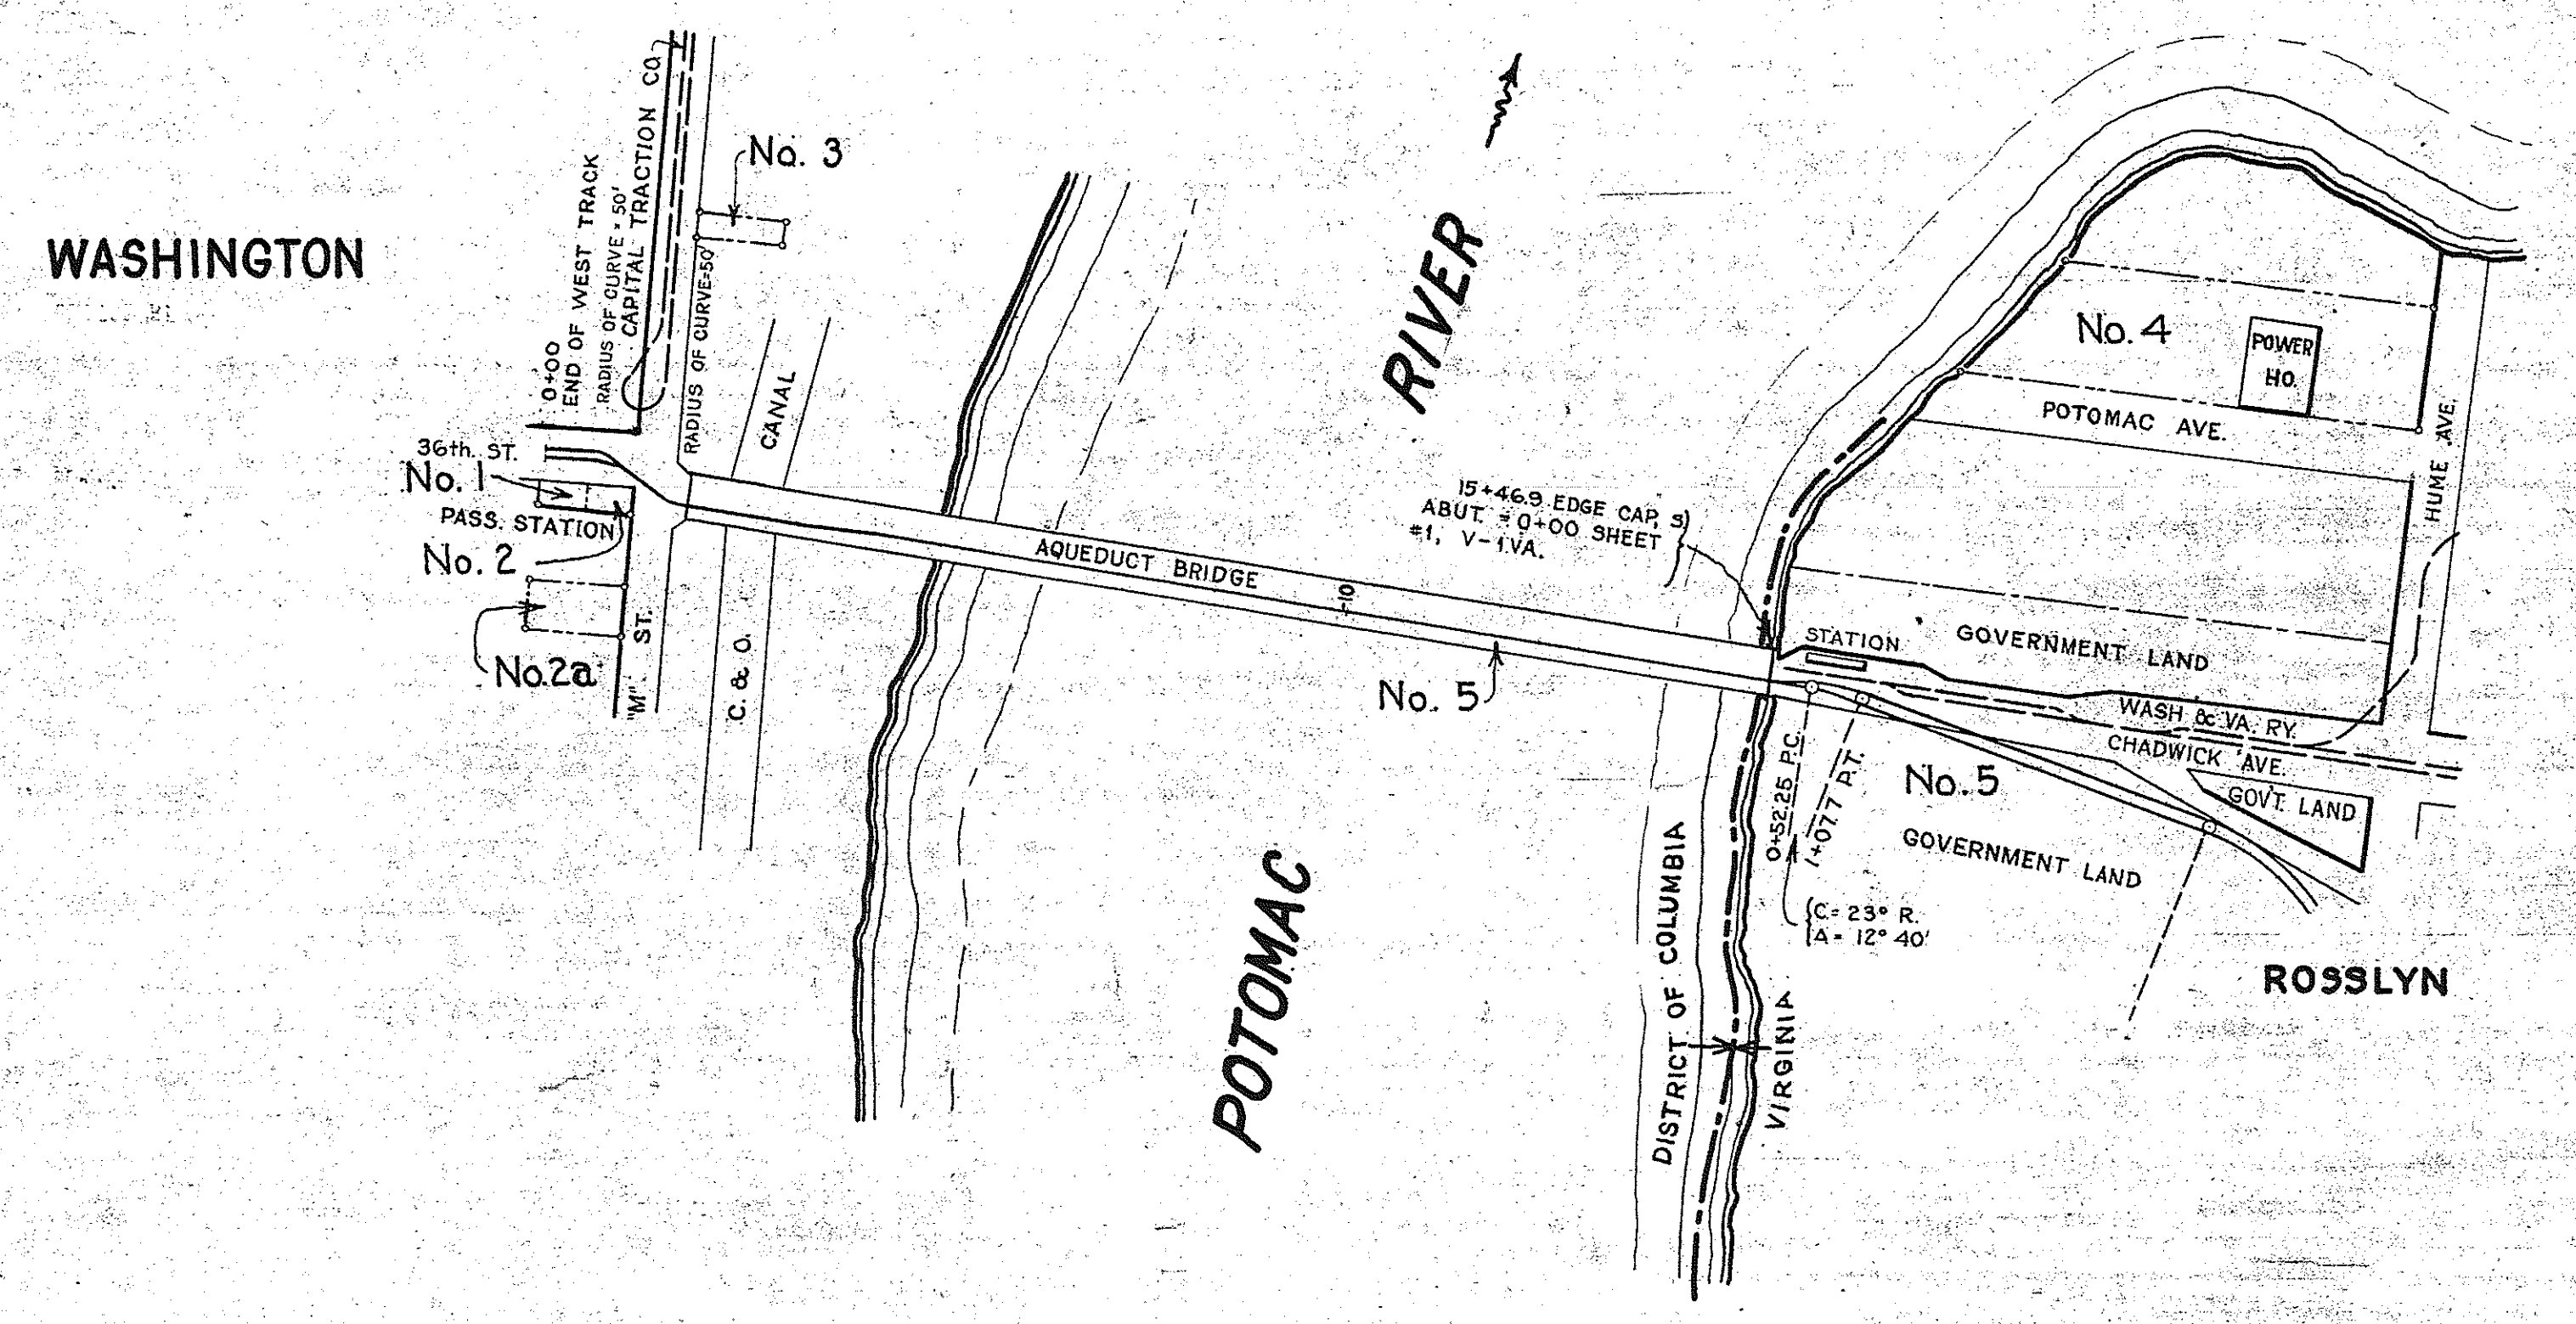 WASHINGTON
0+00
END OF WEST TRACK
RADIUS OF CURVE = 50'
CAPITAL TRACTION CO.
RADIUS OF CURVE=50'
No. 3
CANAL
36th. ST.
No. 1
PASS. STATION
No. 2
No.2a
"M" ST.
C. & O.
AQUEDUCT BRIDGE
10
RIVER
POTOMAC
15+46.9 EDGE CAP, S)
ABUT. = 0+00 SHEET
#1, V-1.VA.
No. 5
No. 4
POWER
HO.
POTOMAC AVE.
HUME AVE.
STATION
GOVERNMENT LAND
WASH & VA. RY.
CHADWICK AVE.
GOVT. LAND
0+52.25 P.C.
1+07.7 P.T.
No. 5
GOVERNMENT LAND
C= 23° R.
Δ= 12° 40'
DISTRICT OF COLUMBIA
VIRGINIA
ROSSLYN